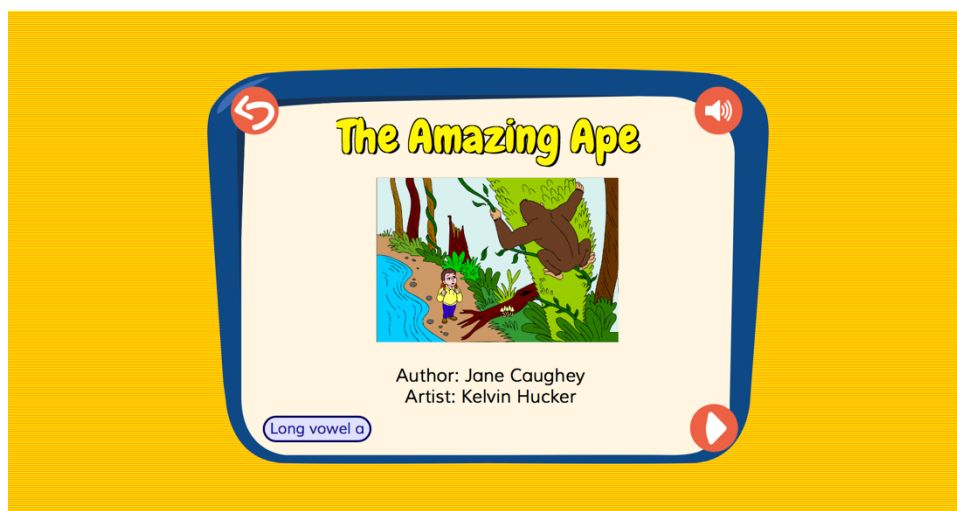 The Amazing Ape
Author: Jane Caughey
Artist: Kelvin Hucker
Long vowel a